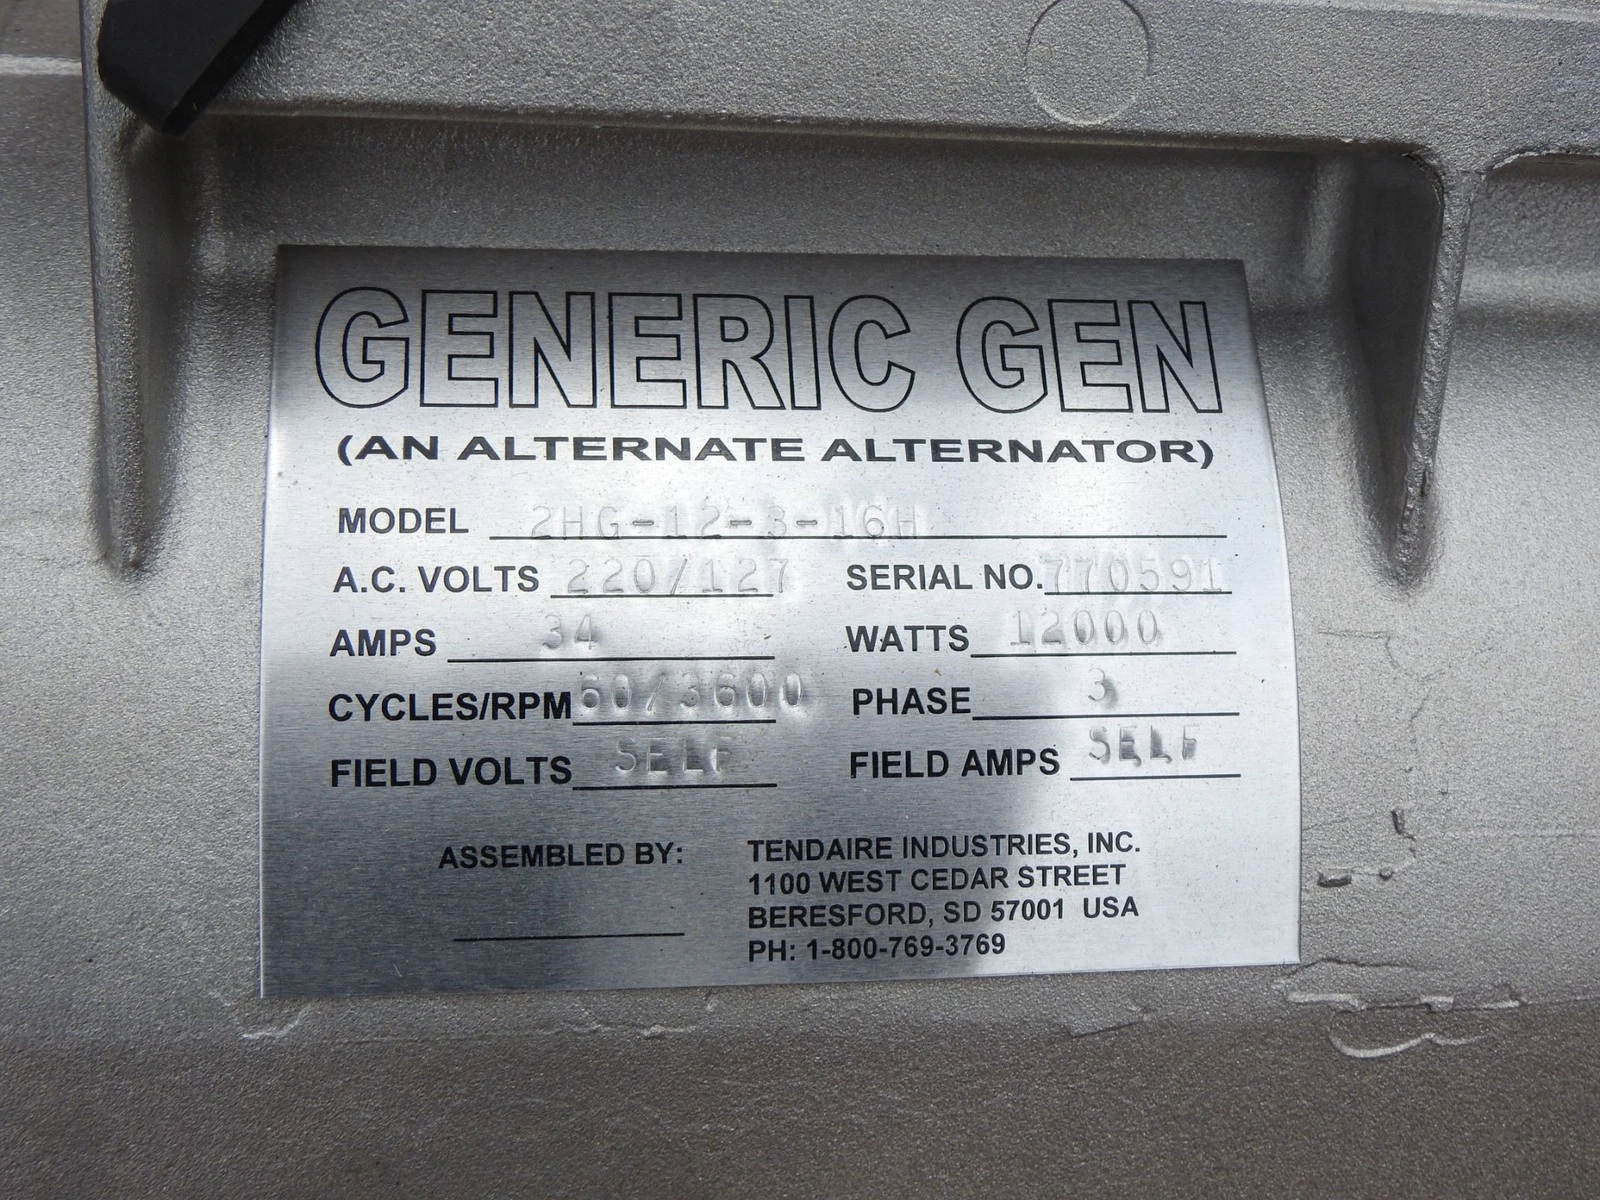 GENERIC GEN
(AN ALTERNATE ALTERNATOR)
MODEL 2HG-12-3-16H
A.C. VOLTS 220/127 SERIAL NO. 770591
AMPS 34 WATTS 12000
CYCLES/RPM 60/3600 PHASE 3
FIELD VOLTS SELF FIELD AMPS SELF
ASSEMBLED BY: TENDAIRE INDUSTRIES, INC.
1100 WEST CEDAR STREET
BERESFORD, SD 57001 USA
PH: 1-800-769-3769